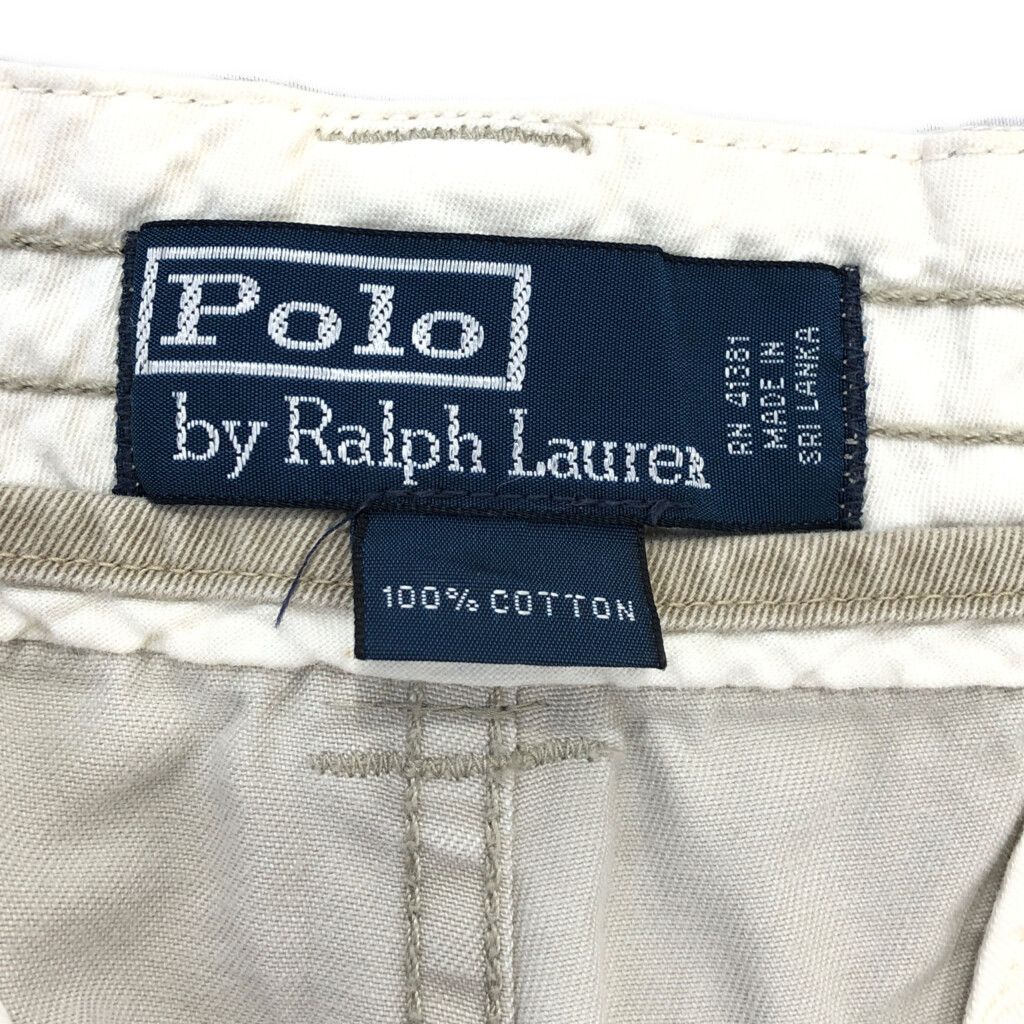 Polo
by Ralph Lauren
RN 41381
MADE IN
SRI LANKA
100% COTTON